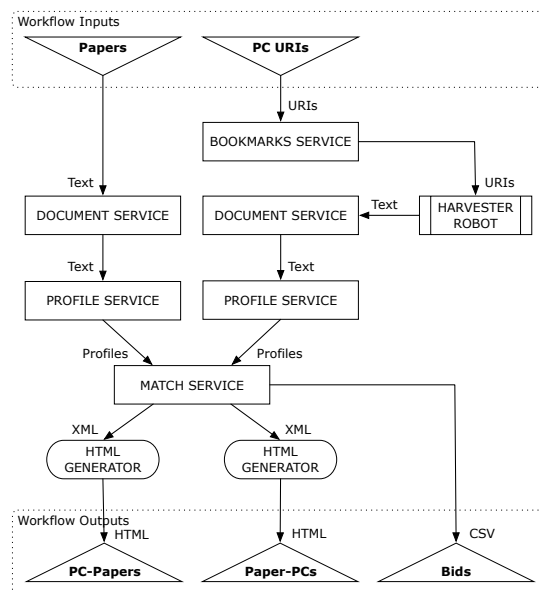 Workflow Inputs
Papers
PC URIs
URIs
BOOKMARKS SERVICE
Text
URIs
DOCUMENT SERVICE
DOCUMENT SERVICE
Text
HARVESTER
ROBOT
Text
Text
PROFILE SERVICE
PROFILE SERVICE
Profiles
Profiles
MATCH SERVICE
XML
XML
HTML
GENERATOR
HTML
GENERATOR
Workflow Outputs
HTML
HTML
CSV
PC-Papers
Paper-PCs
Bids